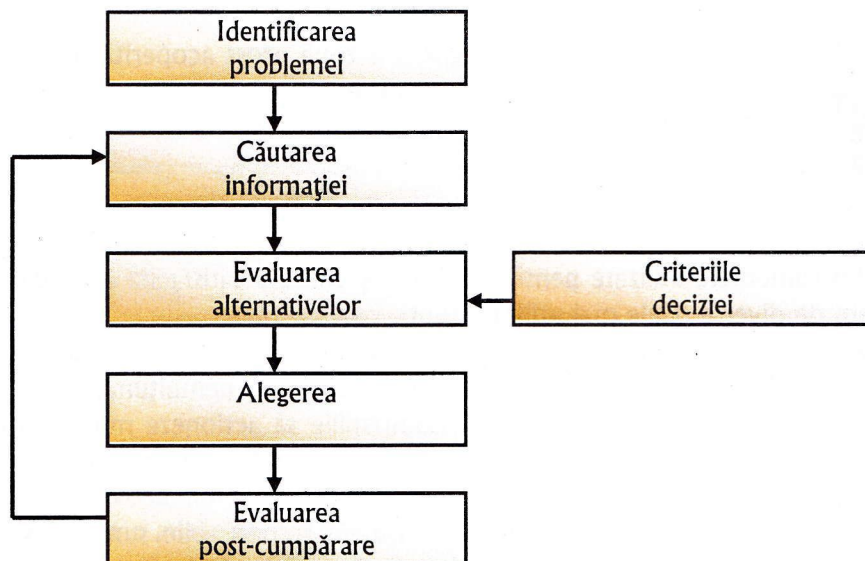 Identificarea
problemei
Căutarea
informaţiei
Evaluarea
alternativelor
Criteriile
deciziei
Alegerea
Evaluarea
post-cumpărare